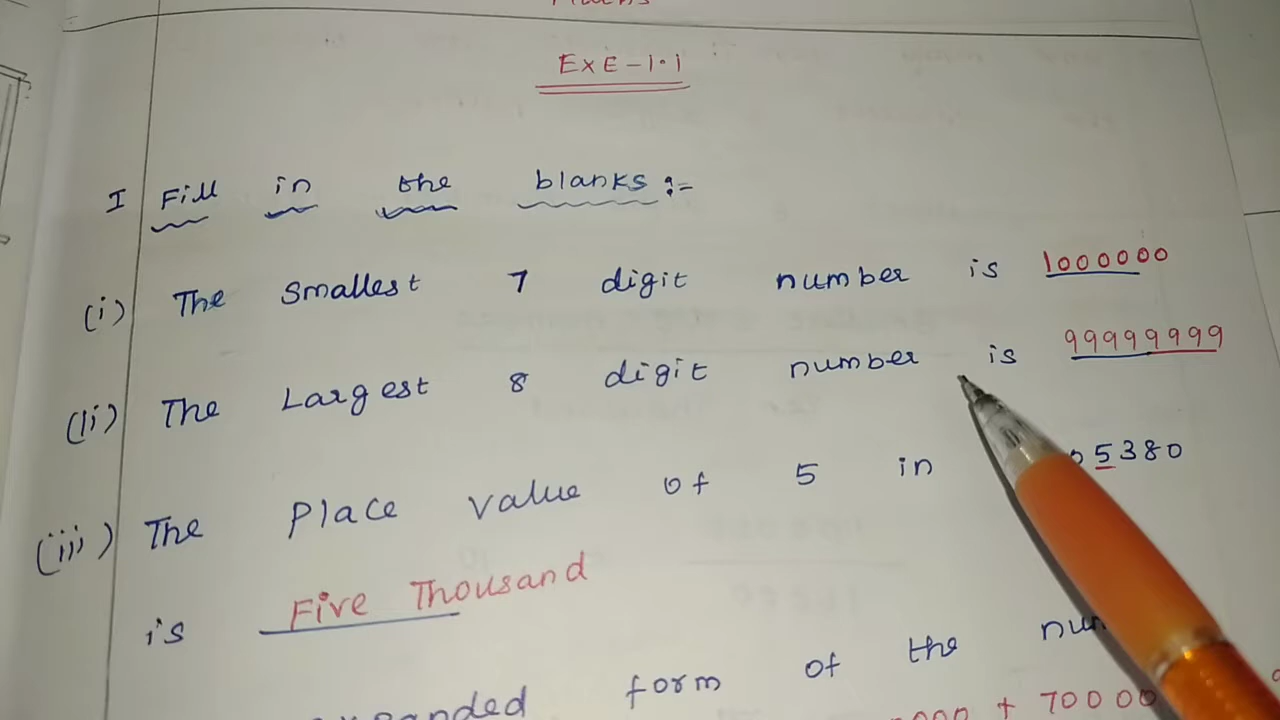 Maths
EXE-1.1
I Fill in the blanks :-
(i) The Smallest 7 digit number is 1000000
(ii) The Largest 8 digit number is 99999999
(iii) The Place Value of 5 in 5380
is Five Thousand
form of the
+ 70000